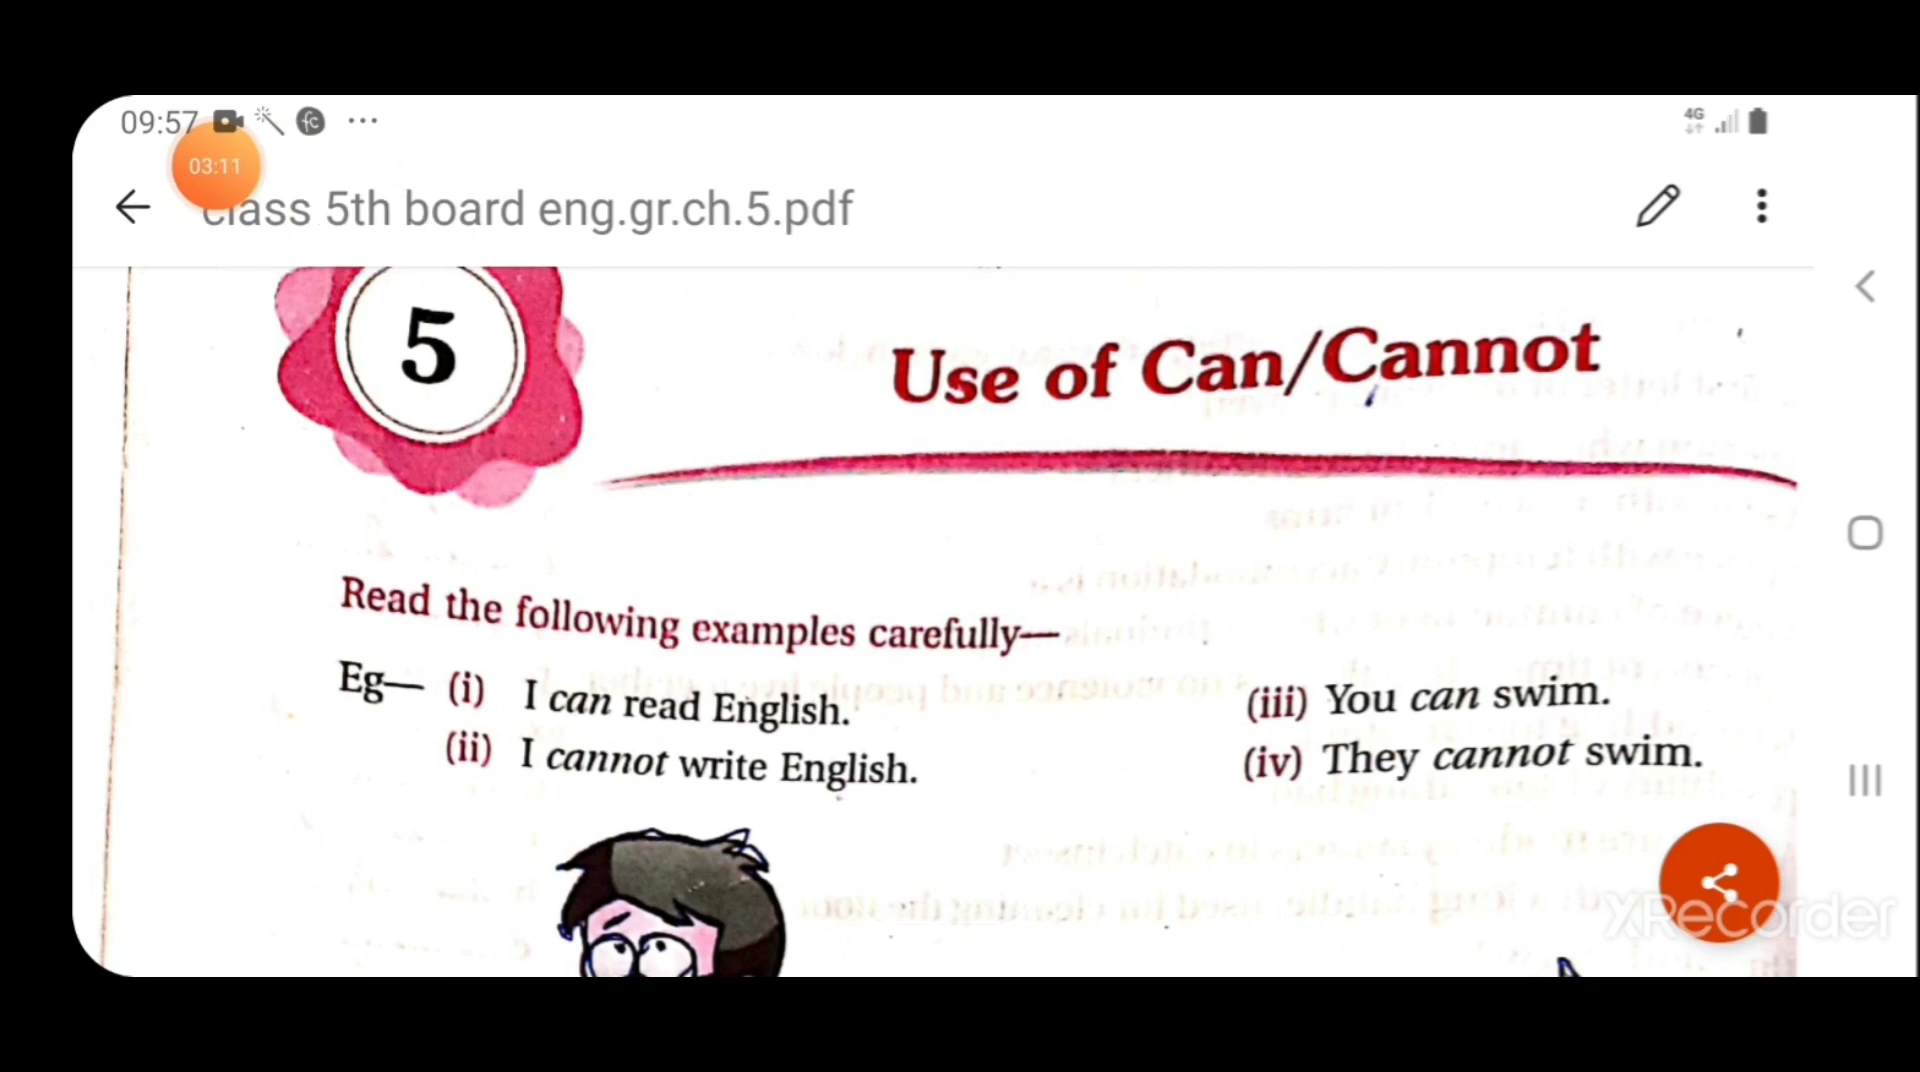 09:57 fc ...
4G
03:11
class 5th board eng.gr.ch.5.pdf
5
Use of Can/Cannot
Read the following examples carefully—
Eg— (i) I can read English.
(ii) I cannot write English.
(iii) You can swim.
(iv) They cannot swim.
XRecorder